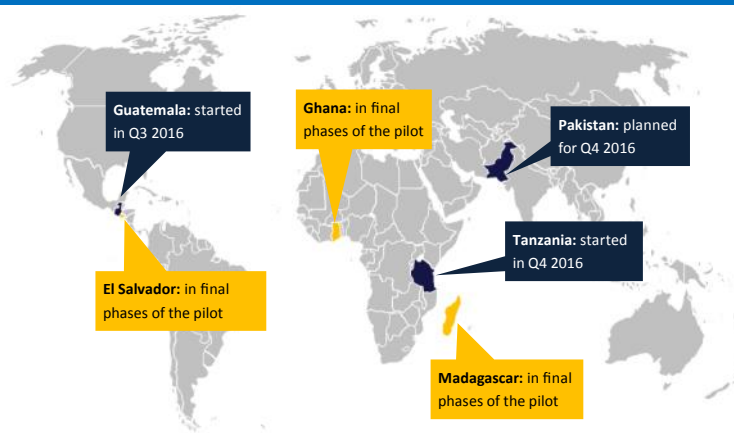 Guatemala: started
in Q3 2016
Ghana: in final
phases of the pilot
Pakistan: planned
for Q4 2016
Tanzania: started
in Q4 2016
El Salvador: in final
phases of the pilot
Madagascar: in final
phases of the pilot